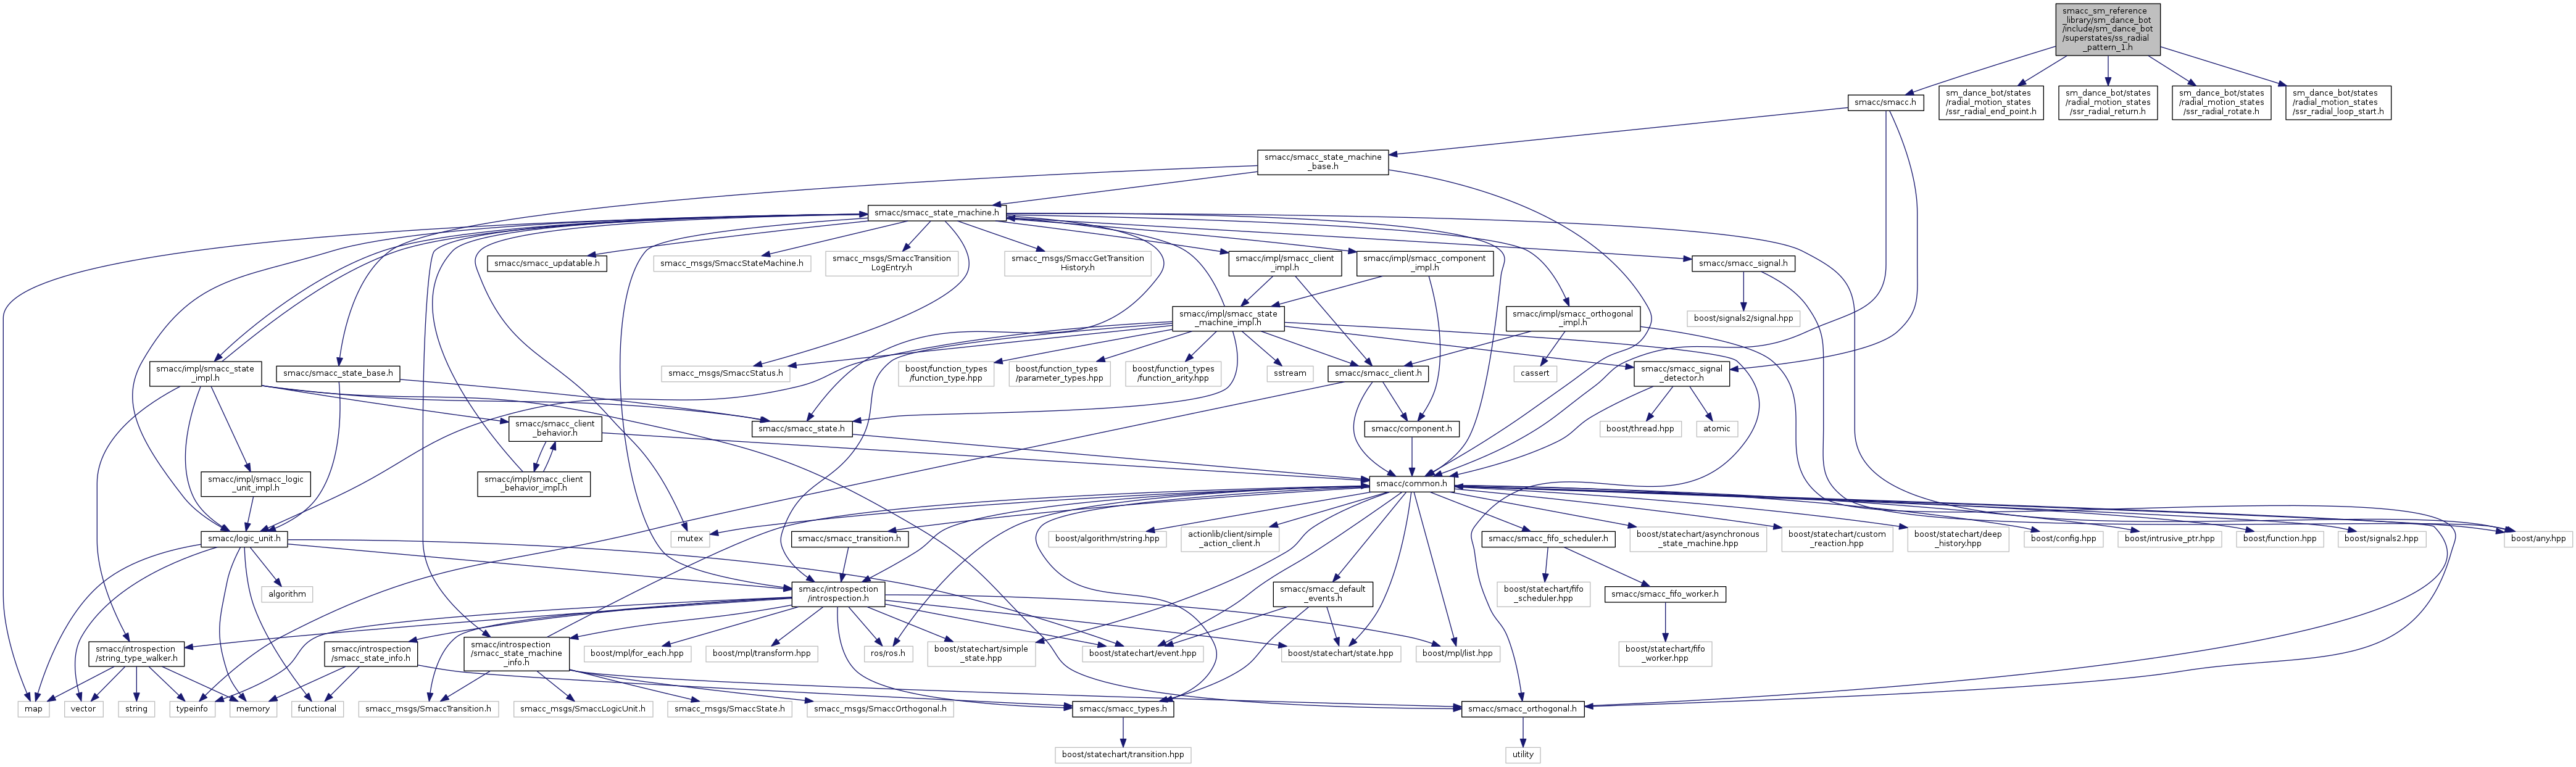 smacc_sm_reference
_library/sm_dance_bot
/include/sm_dance_bot
/superstates/ss_radial
_pattern_1.h
smacc/smacc.h
sm_dance_bot/states
/radial_motion_states
/ssr_radial_end_point.h
sm_dance_bot/states
/radial_motion_states
/ssr_radial_return.h
sm_dance_bot/states
/radial_motion_states
/ssr_radial_rotate.h
sm_dance_bot/states
/radial_motion_states
/ssr_radial_loop_start.h
smacc/smacc_state_machine
_base.h
smacc/smacc_state_machine.h
smacc/smacc_updatable.h
smacc_msgs/SmaccStateMachine.h
smacc_msgs/SmaccTransition
LogEntry.h
smacc_msgs/SmaccGetTransition
History.h
smacc/impl/smacc_client
_impl.h
smacc/impl/smacc_component
_impl.h
smacc/smacc_signal.h
smacc/impl/smacc_state
_machine_impl.h
smacc/impl/smacc_orthogonal
_impl.h
boost/signals2/signal.hpp
smacc/impl/smacc_state
_impl.h
smacc/smacc_state_base.h
smacc_msgs/SmaccStatus.h
boost/function_types
/function_type.hpp
boost/function_types
/parameter_types.hpp
boost/function_types
/function_arity.hpp
sstream
smacc/smacc_client.h
cassert
smacc/smacc_signal
_detector.h
smacc/smacc_client
_behavior.h
smacc/smacc_state.h
smacc/component.h
boost/thread.hpp
atomic
smacc/impl/smacc_logic
_unit_impl.h
smacc/impl/smacc_client
_behavior_impl.h
smacc/common.h
smacc/logic_unit.h
mutex
smacc/smacc_transition.h
boost/algorithm/string.hpp
actionlib/client/simple
_action_client.h
smacc/smacc_fifo_scheduler.h
boost/statechart/asynchronous
_state_machine.hpp
boost/statechart/custom
_reaction.hpp
boost/statechart/deep
_history.hpp
boost/config.hpp
boost/intrusive_ptr.hpp
boost/function.hpp
boost/signals2.hpp
boost/any.hpp
algorithm
smacc/introspection
/introspection.h
smacc/smacc_default
_events.h
boost/statechart/fifo
_scheduler.hpp
smacc/smacc_fifo_worker.h
smacc/introspection
/string_type_walker.h
smacc/introspection
/smacc_state_info.h
smacc/introspection
/smacc_state_machine
_info.h
boost/mpl/for_each.hpp
boost/mpl/transform.hpp
ros/ros.h
boost/statechart/simple
_state.hpp
boost/statechart/event.hpp
boost/statechart/state.hpp
boost/mpl/list.hpp
boost/statechart/fifo
_worker.hpp
map
vector
string
typeinfo
memory
functional
smacc_msgs/SmaccTransition.h
smacc_msgs/SmaccLogicUnit.h
smacc_msgs/SmaccState.h
smacc_msgs/SmaccOrthogonal.h
smacc/smacc_types.h
smacc/smacc_orthogonal.h
boost/statechart/transition.hpp
utility